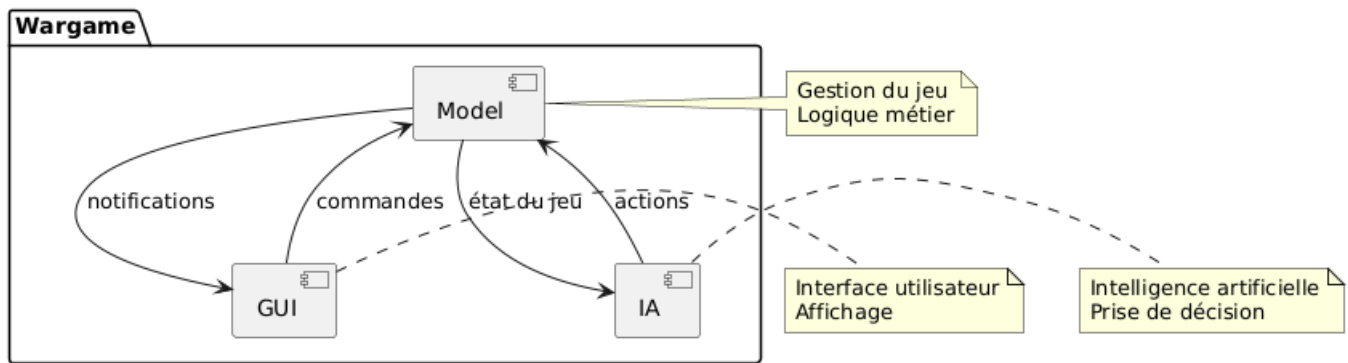 Wargame
Model
Gestion du jeu
Logique métier
notifications
commandes
état du jeu
actions
GUI
IA
Interface utilisateur
Affichage
Intelligence artificielle
Prise de décision